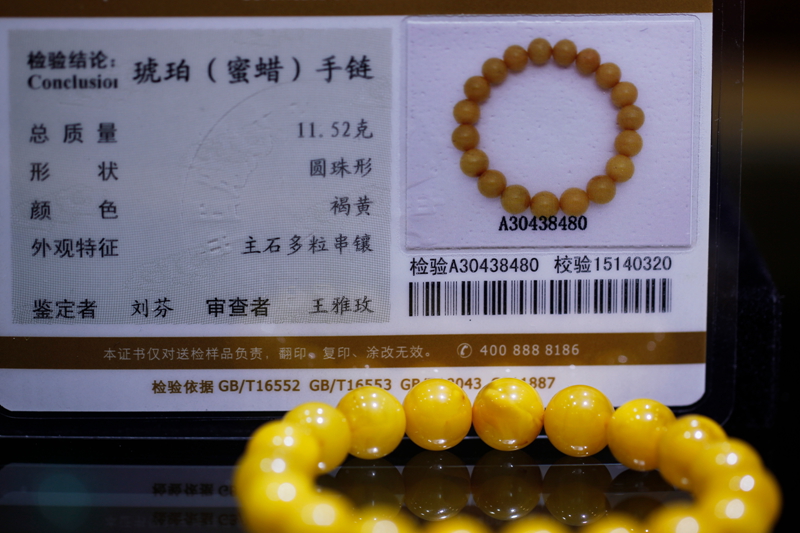 检验结论: 琥珀（蜜蜡）手链
Conclusion
总质量 11.52克
形状 圆珠形
颜色 褐黄
外观特征 主石多粒串镶
鉴定者 刘芬 审查者 王雅玫
A30438480
检验A30438480 校验15140320
本证书仅对送检样品负责，翻印、复印、涂改无效。 ✆ 400 888 8186
检验依据 GB/T16552 GB/T16553